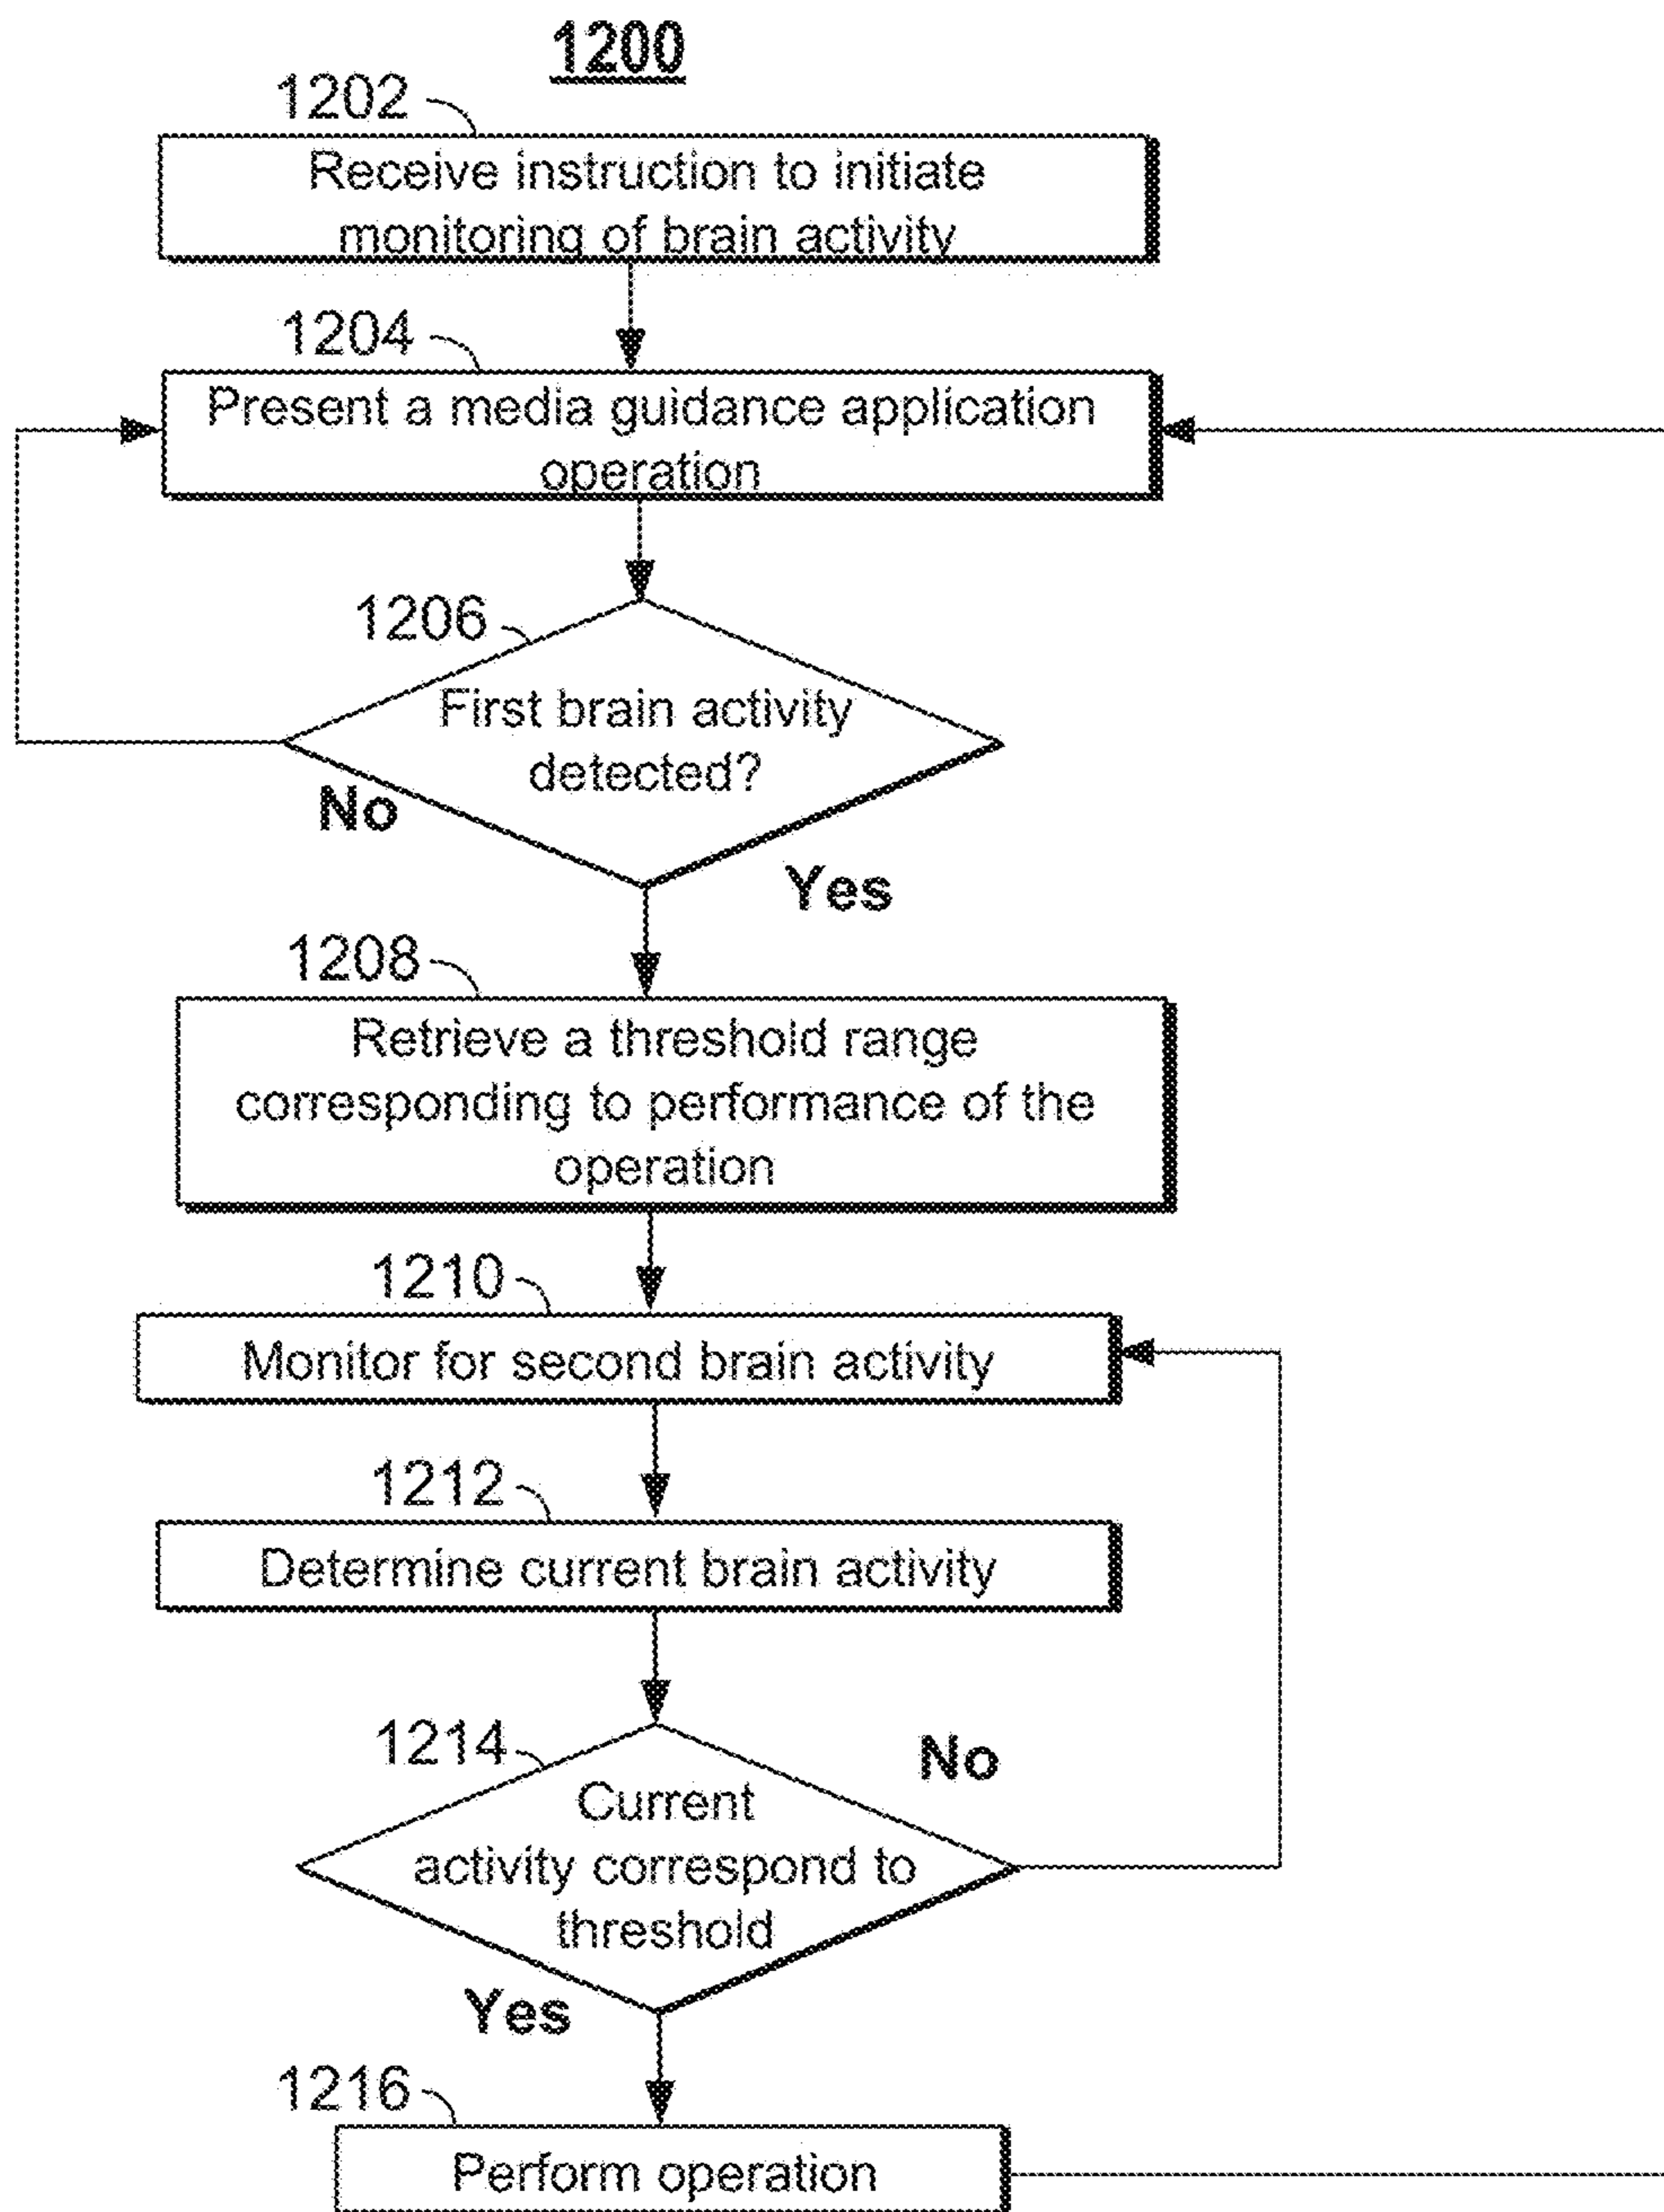 1200
1202
Receive instruction to initiate
monitoring of brain activity
1204
Present a media guidance application
operation
1206
First brain activity
detected?
No
Yes
1208
Retrieve a threshold range
corresponding to performance of the
operation
1210
Monitor for second brain activity
1212
Determine current brain activity
1214
No
Current
activity correspond to
threshold
Yes
1216
Perform operation